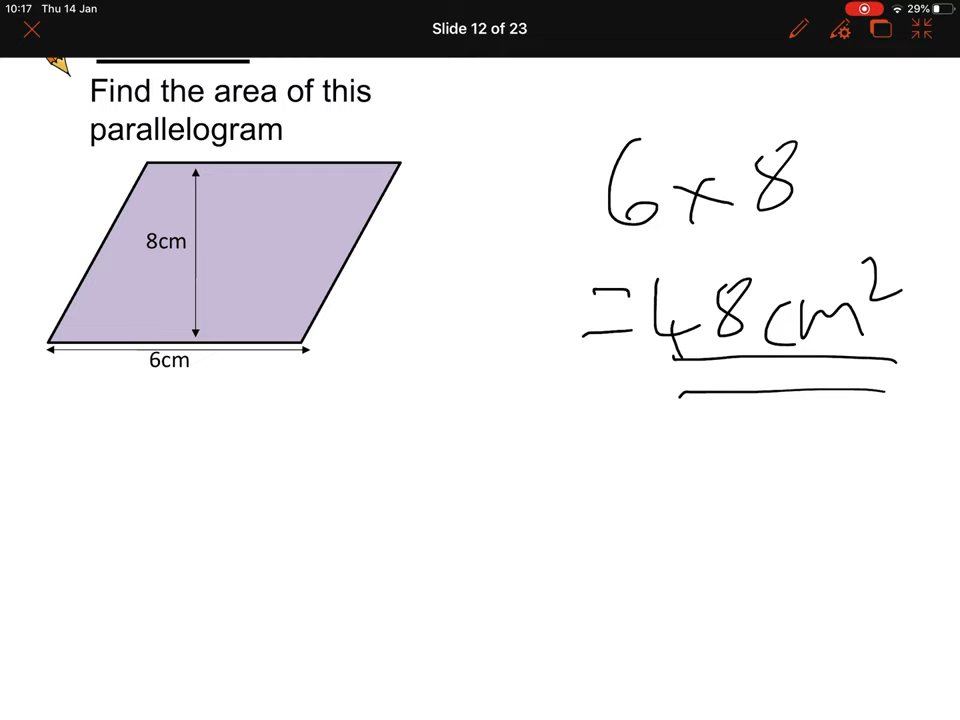 10:17 Thu 14 Jan
29%
Slide 12 of 23
Find the area of this
parallelogram
8cm
6cm
6 × 8
= 48cm²